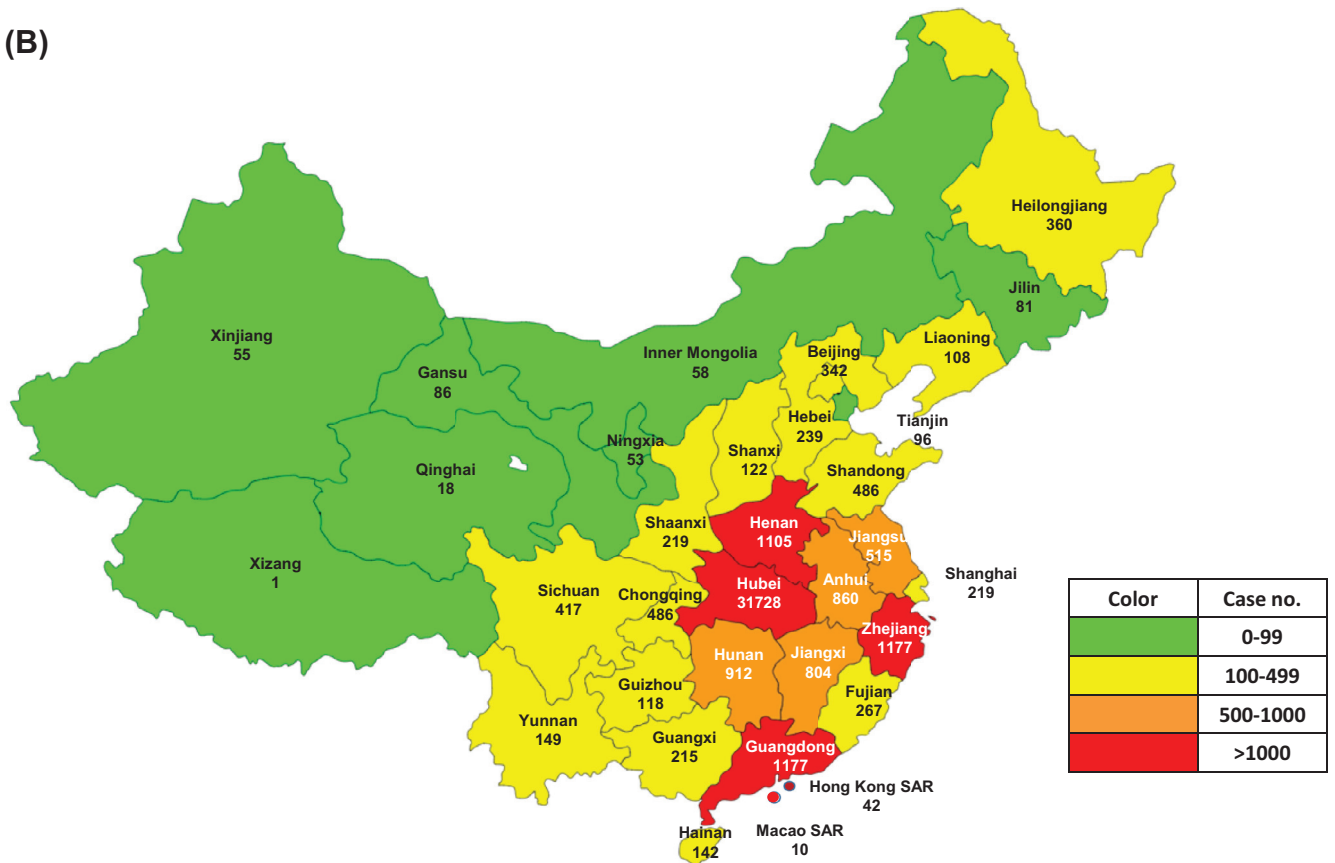 (B)
Heilongjiang
360
Jilin
81
Xinjiang
55
Gansu
86
Inner Mongolia
58
Beijing
342
Liaoning
108
Tianjin
96
Hebei
239
Ningxia
53
Shanxi
122
Shandong
486
Qinghai
18
Shaanxi
219
Henan
1105
Jiangsu
515
Xizang
1
Sichuan
417
Chongqing
486
Hubei
31728
Anhui
860
Shanghai
219
Zhejiang
1177
Hunan
912
Jiangxi
804
Guizhou
118
Fujian
267
Yunnan
149
Guangxi
215
Guangdong
1177
Hong Kong SAR
42
Macao SAR
10
Hainan
142
Color Case no.
0-99
100-499
500-1000
>1000